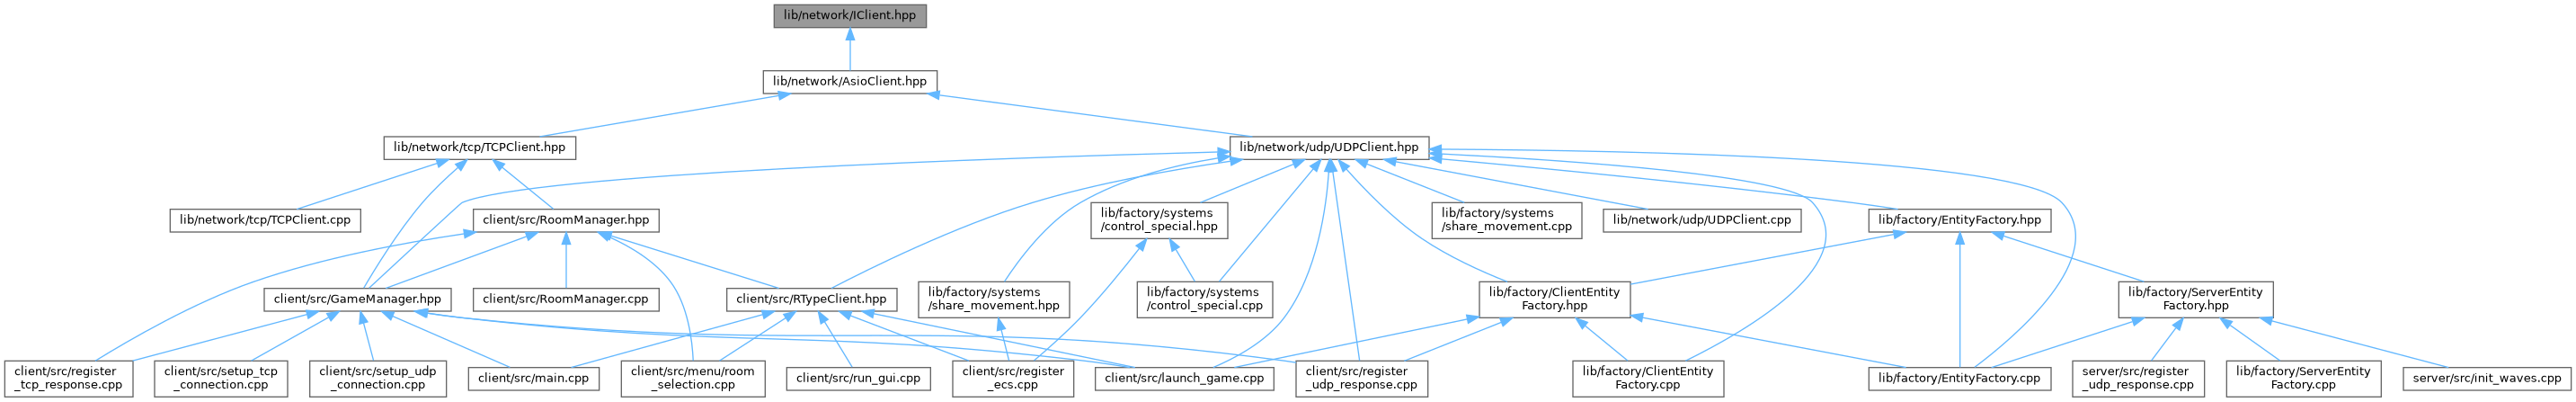 lib/network/IClient.hpp
lib/network/AsioClient.hpp
lib/network/tcp/TCPClient.hpp
lib/network/udp/UDPClient.hpp
lib/network/tcp/TCPClient.cpp
client/src/RoomManager.hpp
lib/factory/systems
/control_special.hpp
lib/factory/systems
/share_movement.cpp
lib/network/udp/UDPClient.cpp
lib/factory/EntityFactory.hpp
client/src/GameManager.hpp
client/src/RoomManager.cpp
client/src/RTypeClient.hpp
lib/factory/systems
/share_movement.hpp
lib/factory/systems
/control_special.cpp
lib/factory/ClientEntity
Factory.hpp
lib/factory/ServerEntity
Factory.hpp
client/src/register
_tcp_response.cpp
client/src/setup_tcp
_connection.cpp
client/src/setup_udp
_connection.cpp
client/src/main.cpp
client/src/menu/room
_selection.cpp
client/src/run_gui.cpp
client/src/register
_ecs.cpp
client/src/launch_game.cpp
client/src/register
_udp_response.cpp
lib/factory/ClientEntity
Factory.cpp
lib/factory/EntityFactory.cpp
server/src/register
_udp_response.cpp
lib/factory/ServerEntity
Factory.cpp
server/src/init_waves.cpp